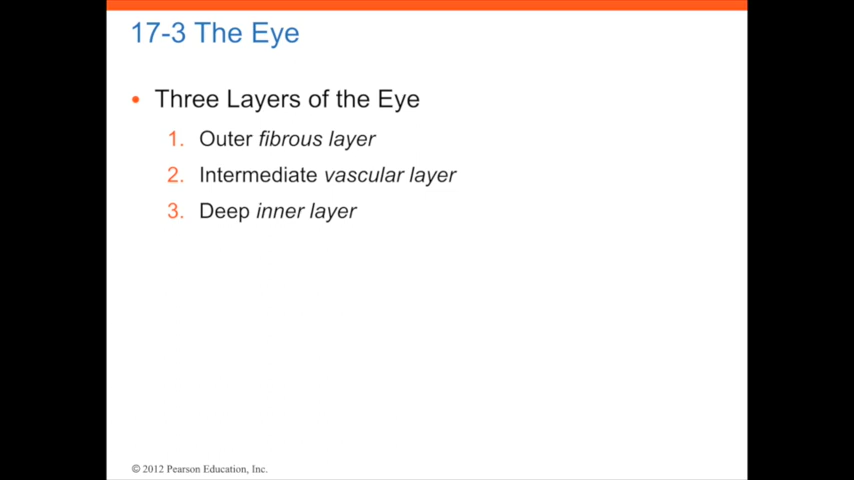 17-3 The Eye
• Three Layers of the Eye
1. Outer fibrous layer
2. Intermediate vascular layer
3. Deep inner layer
© 2012 Pearson Education, Inc.